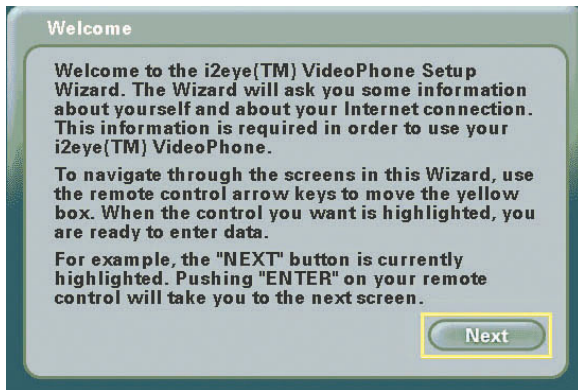 Welcome
Welcome to the i2eye(TM) VideoPhone Setup
Wizard. The Wizard will ask you some information
about yourself and about your Internet connection.
This information is required in order to use your
i2eye(TM) VideoPhone.
To navigate through the screens in this Wizard, use
the remote control arrow keys to move the yellow
box. When the control you want is highlighted, you
are ready to enter data.
For example, the "NEXT" button is currently
highlighted. Pushing "ENTER" on your remote
control will take you to the next screen.
Next